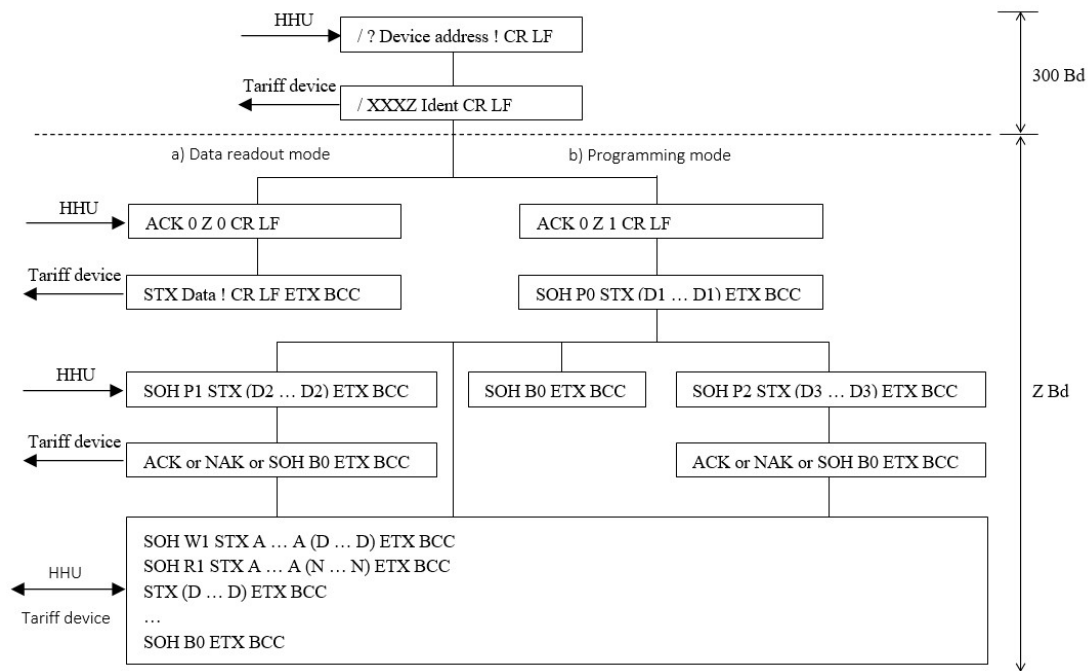 HHU
/ ? Device address ! CR LF
Tariff device
/ XXXZ Ident CR LF
300 Bd
a) Data readout mode
b) Programming mode
HHU
ACK 0 Z 0 CR LF
ACK 0 Z 1 CR LF
Tariff device
STX Data ! CR LF ETX BCC
SOH P0 STX (D1 … D1) ETX BCC
HHU
SOH P1 STX (D2 … D2) ETX BCC
SOH B0 ETX BCC
SOH P2 STX (D3 … D3) ETX BCC
Z Bd
Tariff device
ACK or NAK or SOH B0 ETX BCC
ACK or NAK or SOH B0 ETX BCC
SOH W1 STX A … A (D … D) ETX BCC
SOH R1 STX A … A (N … N) ETX BCC
HHU
STX (D … D) ETX BCC
Tariff device
…
SOH B0 ETX BCC